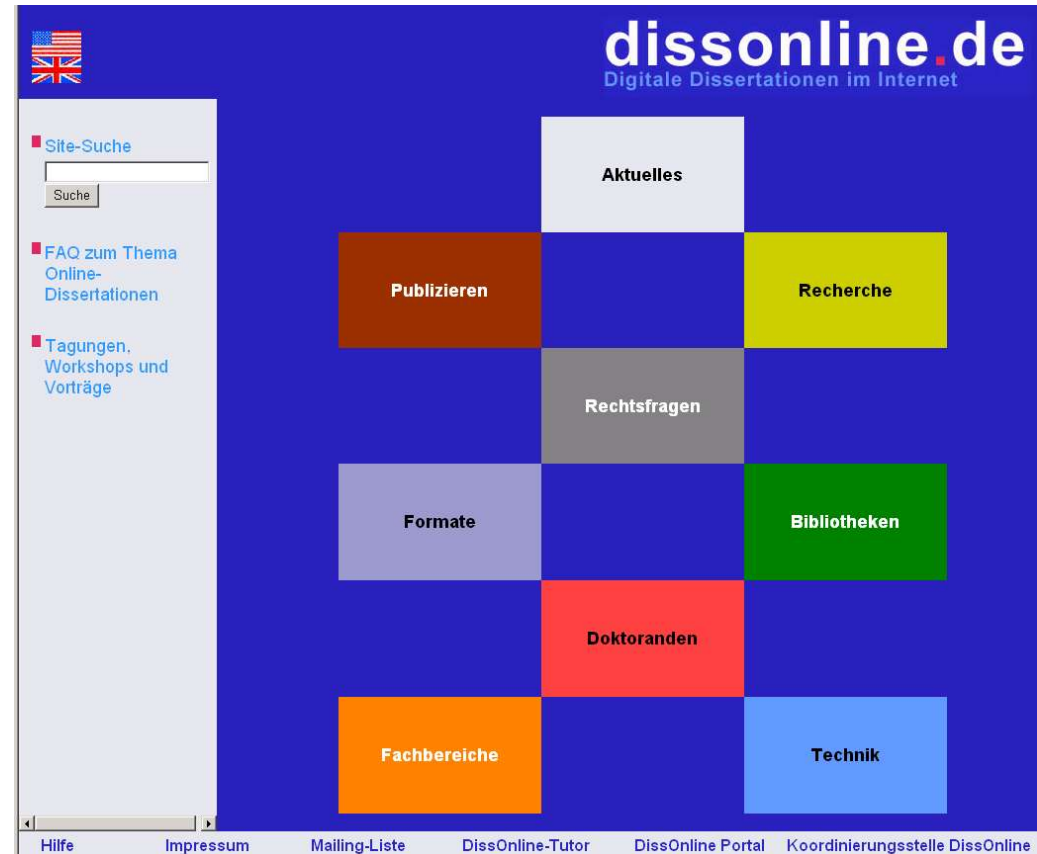 dissonline.de
Digitale Dissertationen im Internet
Site-Suche
Suche
FAQ zum Thema
Online-
Dissertationen
Tagungen,
Workshops und
Vorträge
Aktuelles
Publizieren
Recherche
Rechtsfragen
Formate
Bibliotheken
Doktoranden
Fachbereiche
Technik
Hilfe Impressum Mailing-Liste DissOnline-Tutor DissOnline Portal Koordinierungsstelle DissOnline